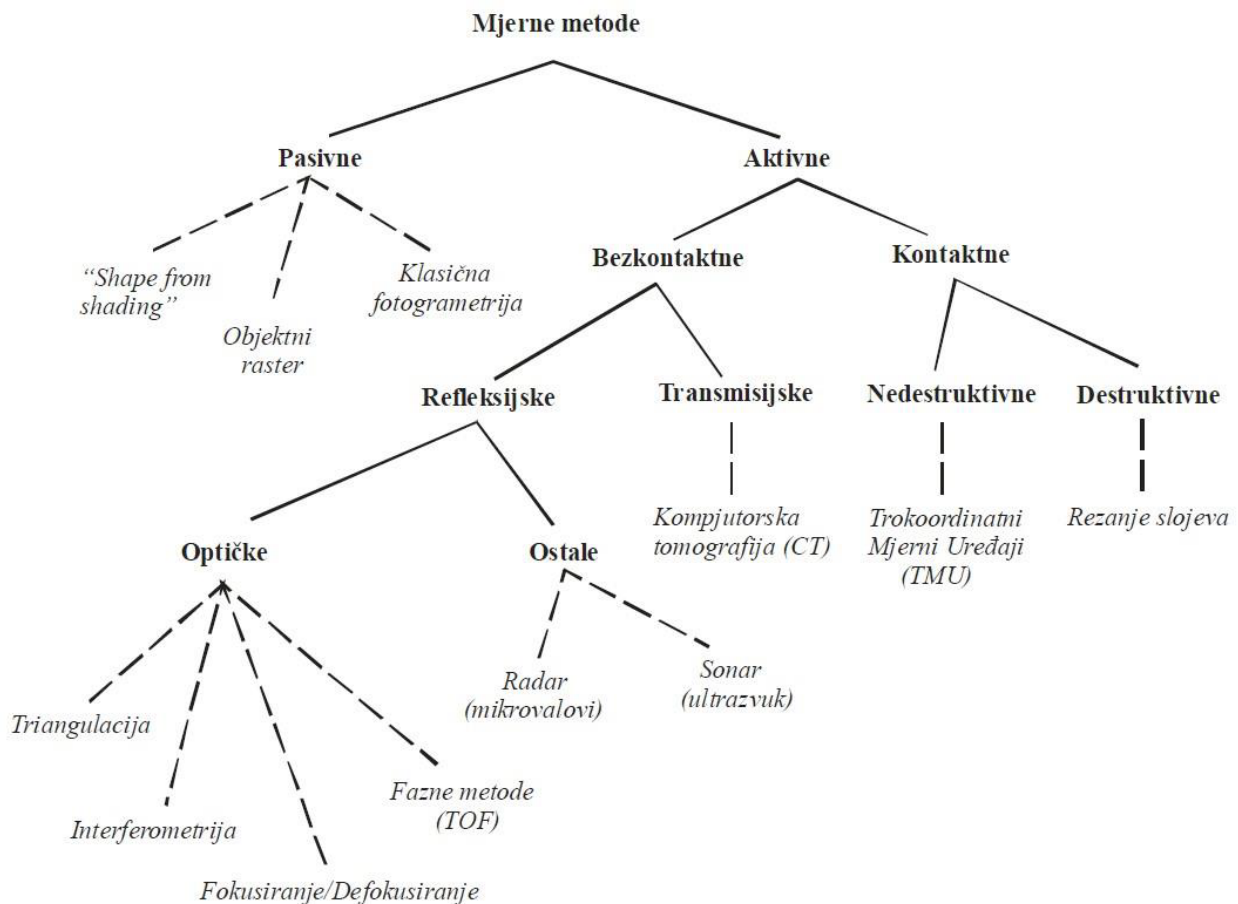 Mjerne metode
Pasivne
Aktivne
“Shape from
shading”
Objektni
raster
Klasična
fotogrametrija
Bezkontaktne
Kontaktne
Refleksijske
Transmisijske
Nedestruktivne
Destruktivne
Kompjutorska
tomografija (CT)
Trokoordinatni
Mjerni Uređaji
(TMU)
Rezanje slojeva
Optičke
Ostale
Radar
(mikrovalovi)
Sonar
(ultrazvuk)
Triangulacija
Interferometrija
Fokusiranje/Defokusiranje
Fazne metode
(TOF)